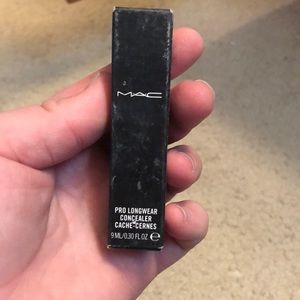 MAC
PRO LONGWEAR
CONCEALER
CACHE-CERNES
9 ML/0.30 FL OZ e